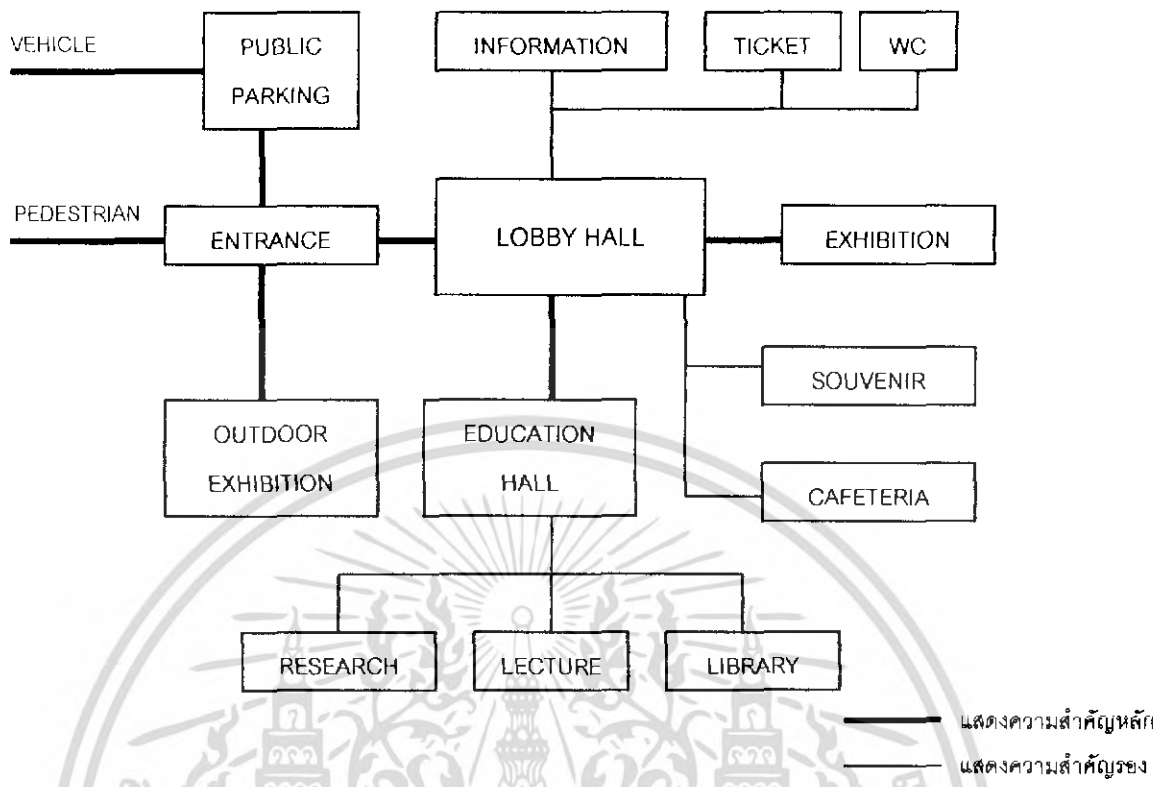 VEHICLE
PUBLIC
PARKING
INFORMATION
TICKET
WC
PEDESTRIAN
ENTRANCE
LOBBY HALL
EXHIBITION
SOUVENIR
OUTDOOR
EXHIBITION
EDUCATION
HALL
CAFETERIA
RESEARCH
LECTURE
LIBRARY
แสดงความสำคัญหลัก
แสดงความสำคัญรอง